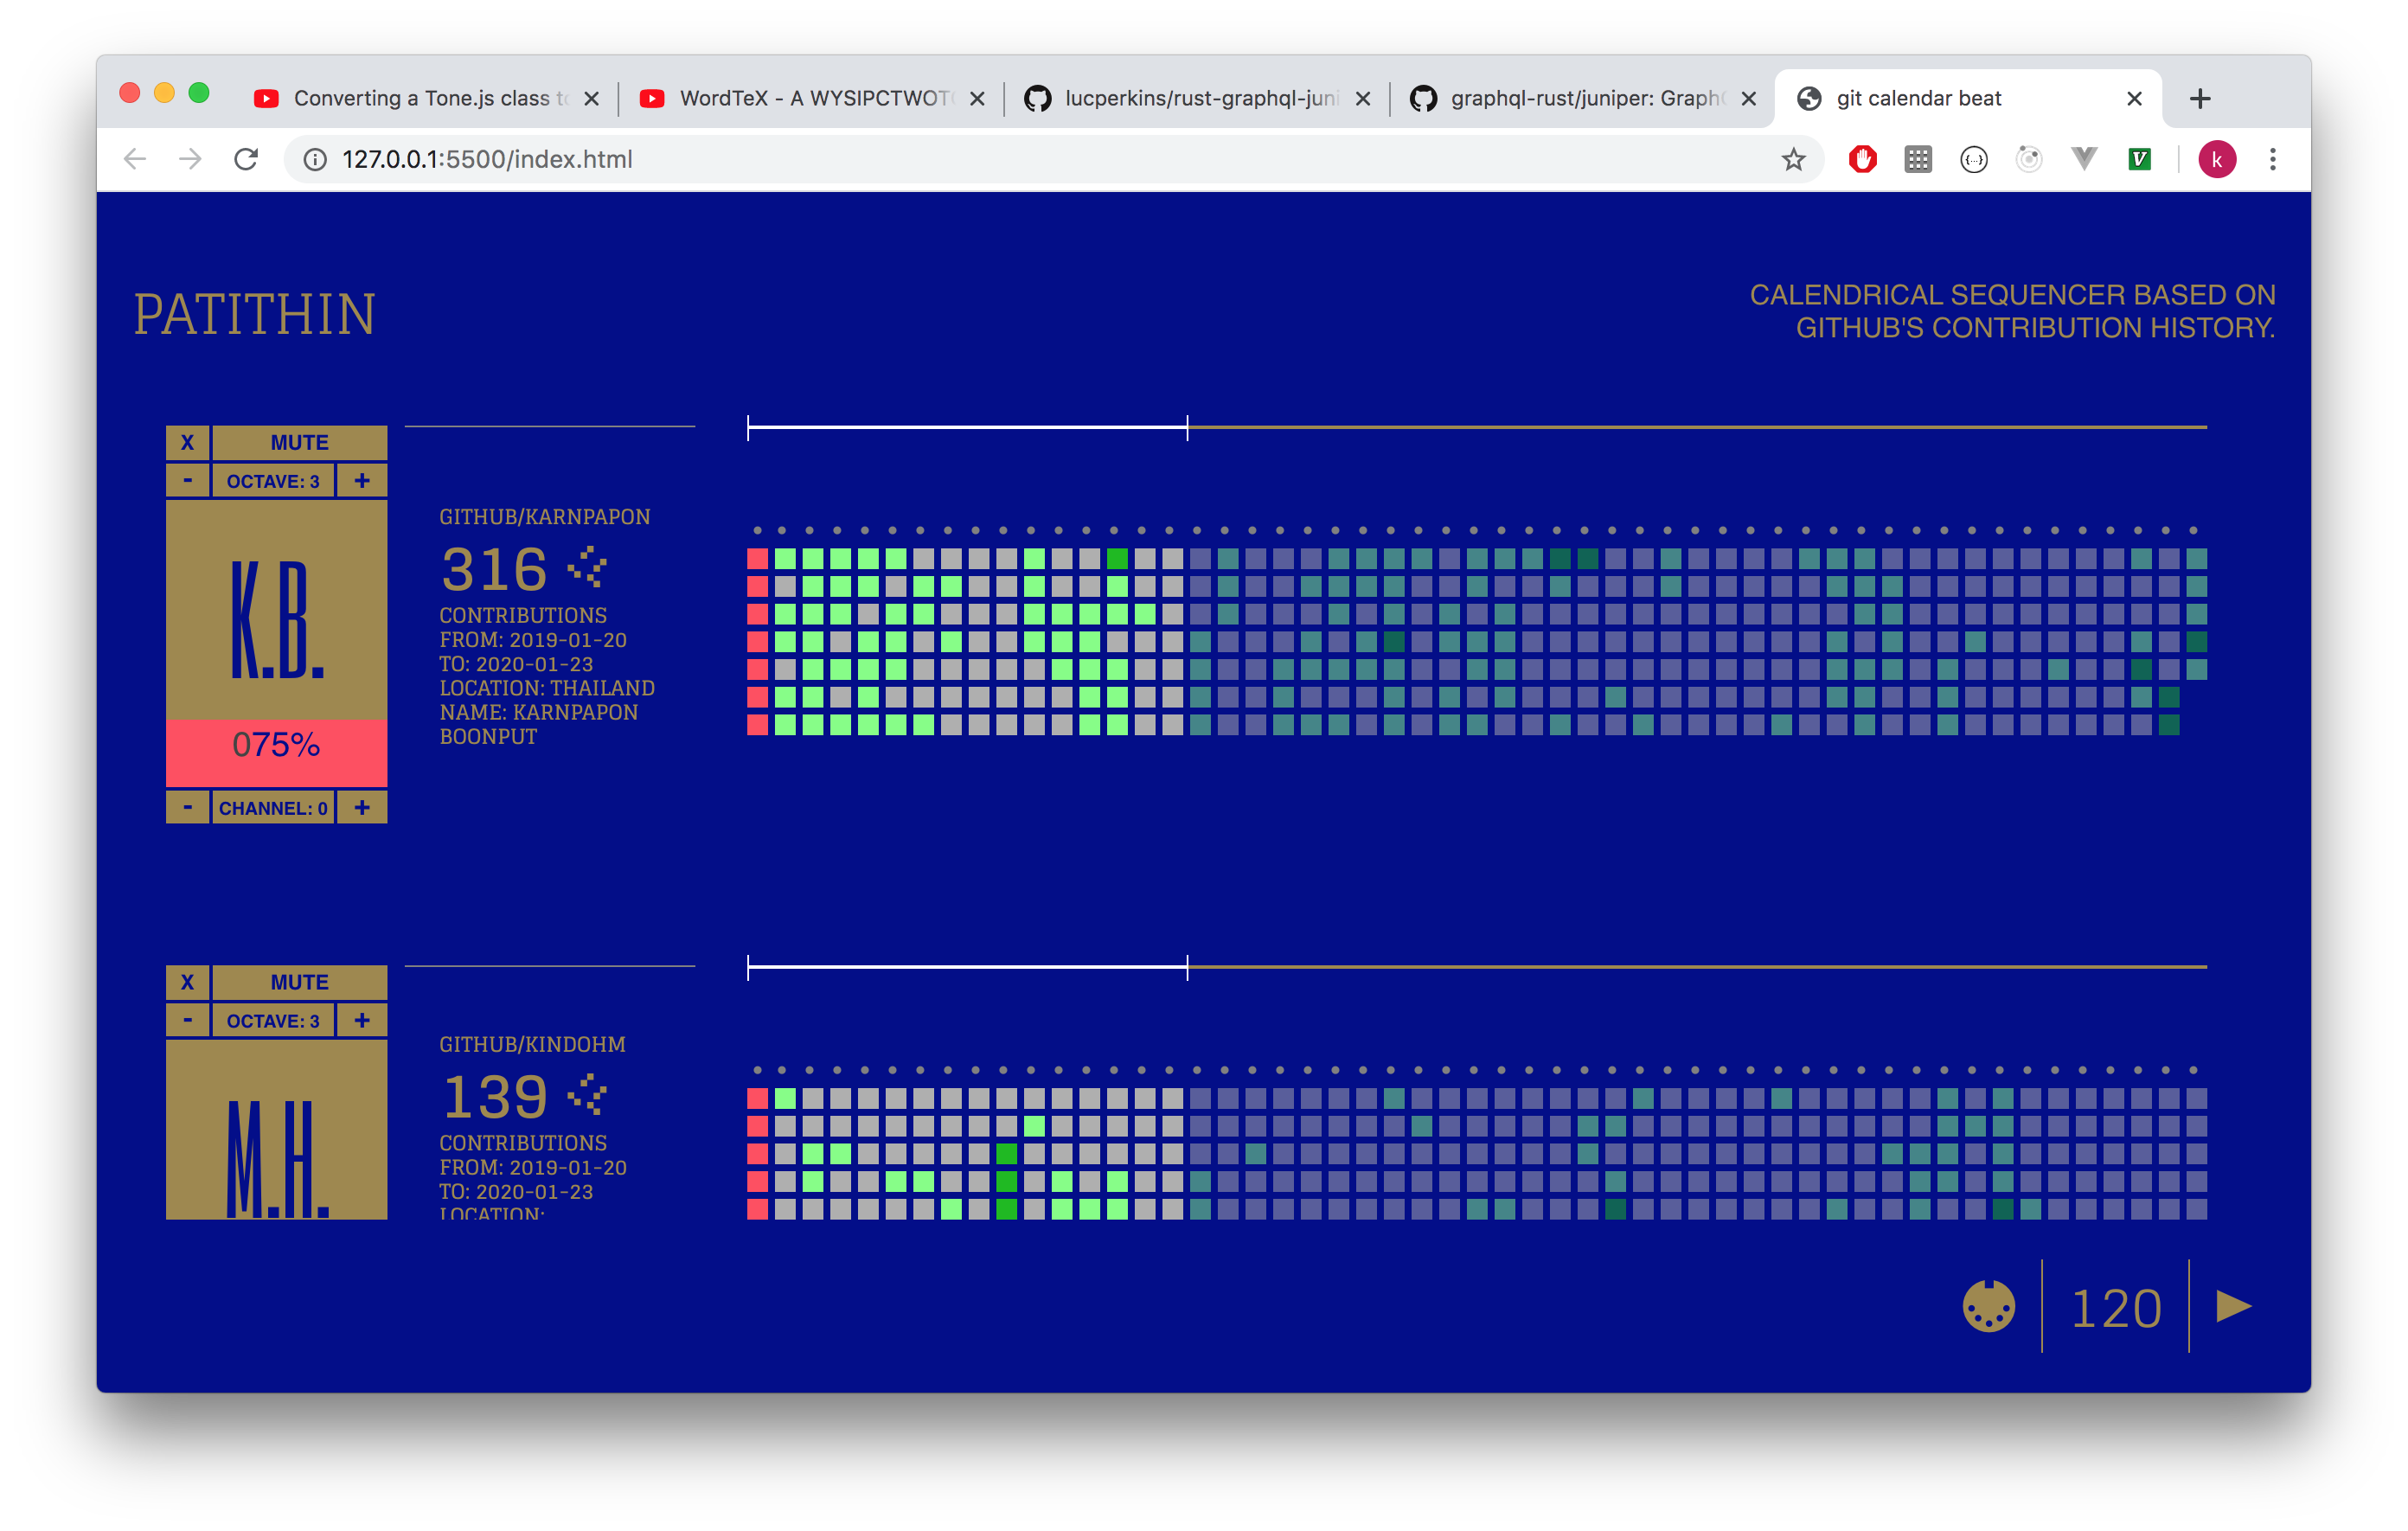 Converting a Tone.js class to
WordTeX - A WYSIPCTWOT
lucperkins/rust-graphql-juni
graphql-rust/juniper: Graph
git calendar beat
127.0.0.1:5500/index.html
{...}
V
k
PATITHIN
CALENDRICAL SEQUENCER BASED ON
GITHUB'S CONTRIBUTION HISTORY.
X MUTE
- OCTAVE: 3 +
K.B.
075%
- CHANNEL: 0 +
GITHUB/KARNPAPON
316
CONTRIBUTIONS
FROM: 2019-01-20
TO: 2020-01-23
LOCATION: THAILAND
NAME: KARNPAPON
BOONPUT
X MUTE
- OCTAVE: 3 +
M.H.
GITHUB/KINDOHM
139
CONTRIBUTIONS
FROM: 2019-01-20
TO: 2020-01-23
LOCATION:
120